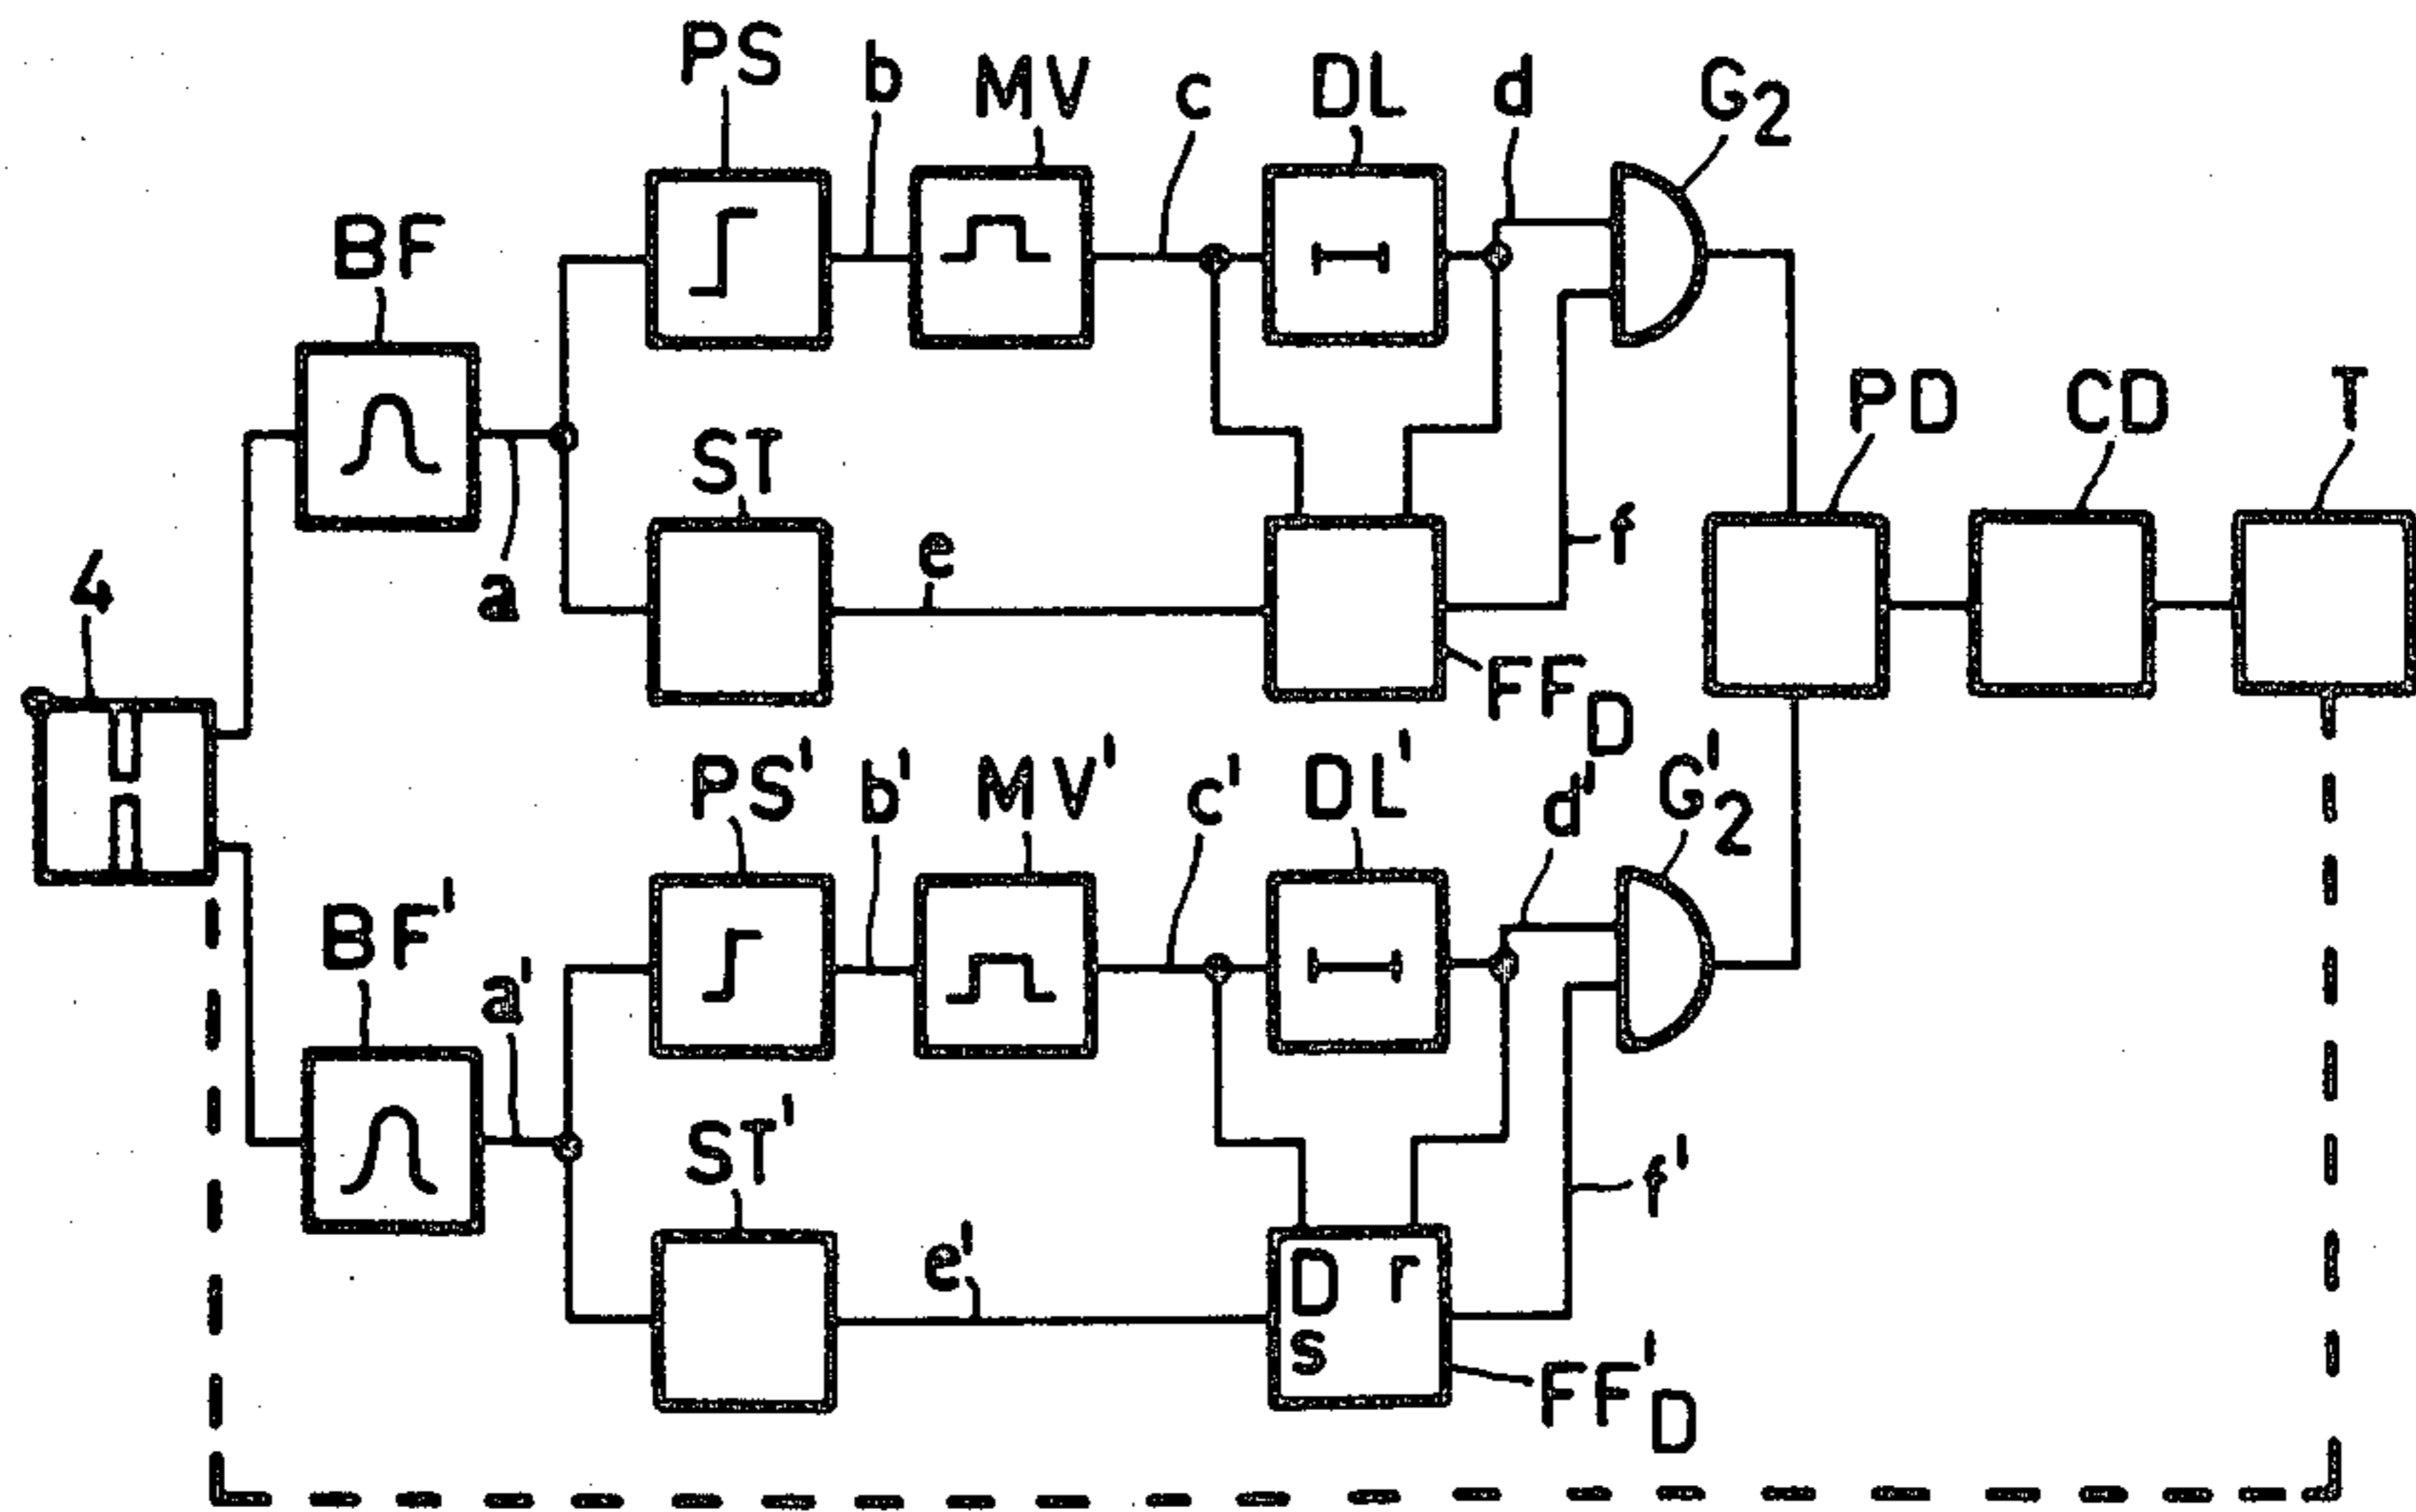 PS b MV c DL d G2
BF
PD CD T
ST
4 a e f
FFD
PS' b' MV' c' DL' d' G'2
BF' a'
ST' e' f'
D r
s
FF'D